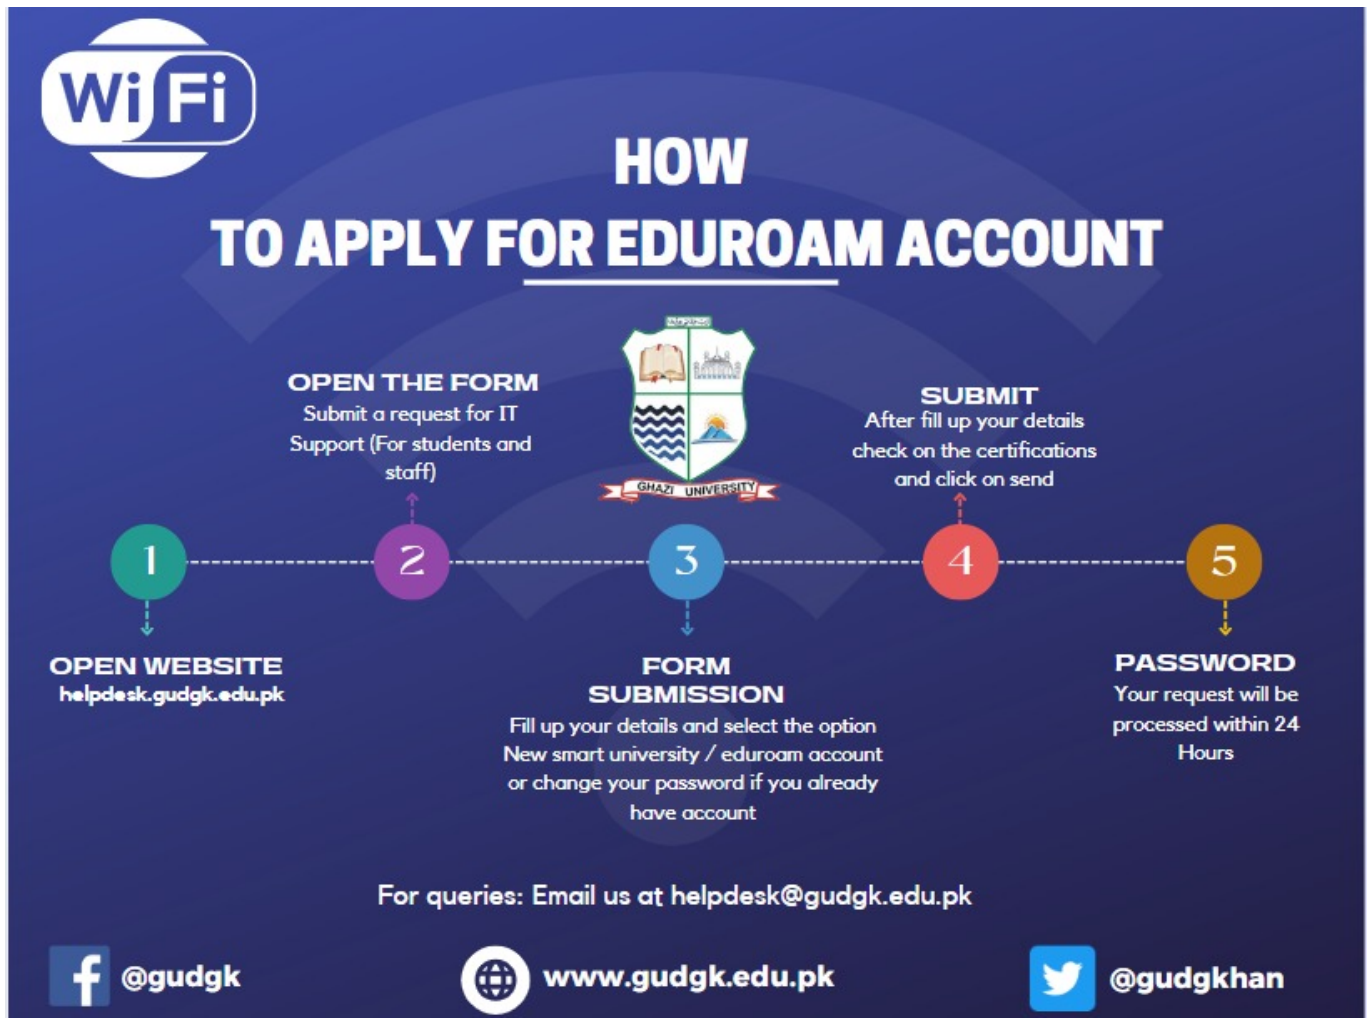 Wi Fi
HOW
TO APPLY FOR EDUROAM ACCOUNT
OPEN THE FORM
Submit a request for IT
Support (For students and
staff)
GHAZI UNIVERSITY
SUBMIT
After fill up your details
check on the certifications
and click on send
1
2
3
4
5
OPEN WEBSITE
helpdesk.gudgk.edu.pk
FORM
SUBMISSION
Fill up your details and select the option
New smart university / eduroam account
or change your password if you already
have account
PASSWORD
Your request will be
processed within 24
Hours
For queries: Email us at helpdesk@gudgk.edu.pk
@gudgk
www.gudgk.edu.pk
@gudgkhan